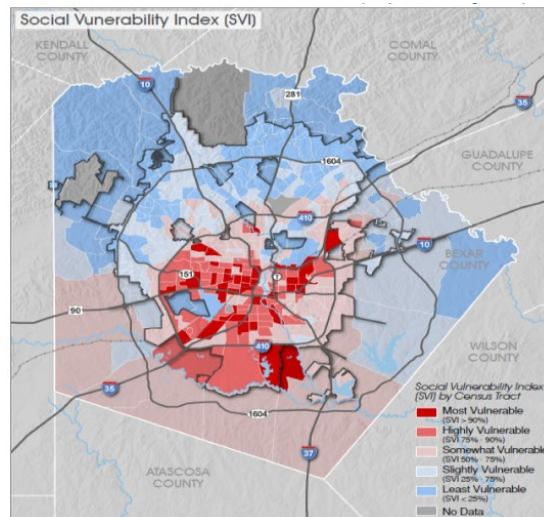 Social Vunerability Index (SVI)
KENDALL
COUNTY
COMAL
COUNTY
10
281
35
1604
GUADALUPE
COUNTY
410
10
BEXAR
COUNTY
151
90
WILSON
COUNTY
410
35
1604
37
ATASCOSA
COUNTY
Social Vulnerability Index
(SVI) by Census Tract
Most Vulnerable
(SVI > 90%)
Highly Vulnerable
(SVI 75% - 90%)
Somewhat Vulnerable
(SVI 50% - 75%)
Slightly Vulnerable
(SVI 25% - 75%)
Least Vulnerable
(SVI < 25%)
No Data